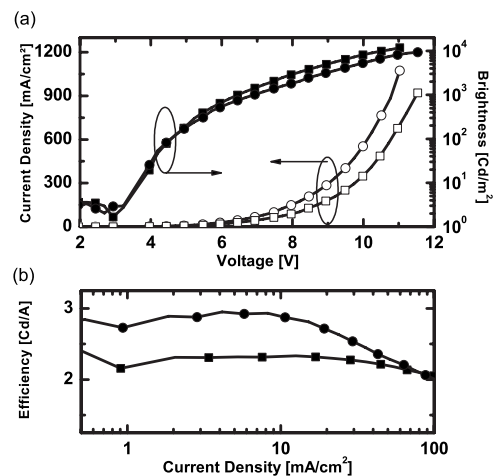 (a)
1200
900
600
300
0
Current Density [mA/cm²]
10⁴
10³
10²
10¹
10⁰
Brightness [Cd/m²]
2 4 6 8 10 12
Voltage [V]
(b)
3
2
Efficiency [Cd/A]
1 10 100
Current Density [mA/cm²]